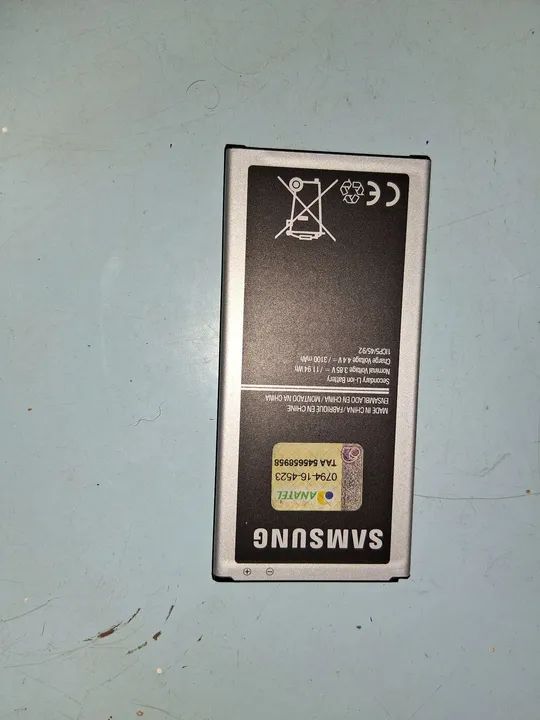 SAMSUNG
ANATEL
0794-16-4523
TAA 545658958
MADE IN CHINA / FABRIQUÉ EN CHINE
ENSAMBLADO EN CHINA / MONTADO NA CHINA
Secondary Li-ion Battery
Nominal Voltage 3.85 V ⎓ / 11.94 Wh
Charge Voltage 4.4 V ⎓ / 3100 mAh
1ICP5/45/92
CE